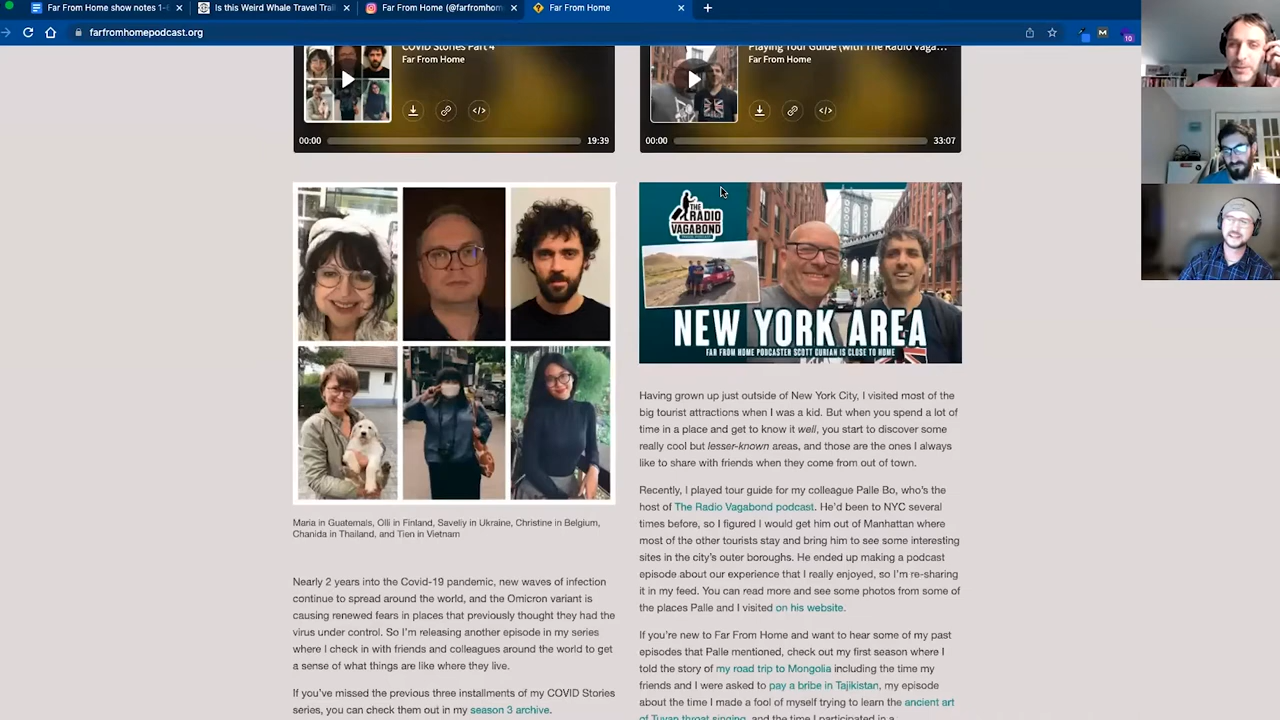 Far From Home show notes 1-
Is this Weird Whale Travel Trail
Far From Home (@farfromhom
Far From Home
farfromhomepodcast.org
10
COVID Stories Part 4
Far From Home
00:00
19:39
Playing Tour Guide (with The Radio Vaga…
Far From Home
00:00
33:07
Maria in Guatemala, Olli in Finland, Saveliy in Ukraine, Christine in Belgium,
Chanida in Thailand, and Tien in Vietnam
Nearly 2 years into the Covid-19 pandemic, new waves of infection
continue to spread around the world, and the Omicron variant is
causing renewed fears in places that previously thought they had the
virus under control. So I'm releasing another episode in my series
where I check in with friends and colleagues around the world to get
a sense of what things are like where they live.
If you've missed the previous three installments of my COVID Stories
series, you can check them out in my season 3 archive.
THE
RADIO
VAGABOND
TRAVEL PODCAST
NEW YORK AREA
FAR FROM HOME PODCASTER SCOTT GURIAN IS CLOSE TO HOME
Having grown up just outside of New York City, I visited most of the
big tourist attractions when I was a kid. But when you spend a lot of
time in a place and get to know it well, you start to discover some
really cool but lesser-known areas, and those are the ones I always
like to share with friends when they come from out of town.
Recently, I played tour guide for my colleague Palle Bo, who's the
host of The Radio Vagabond podcast. He'd been to NYC several
times before, so I figured I would get him out of Manhattan where
most of the other tourists stay and bring him to see some interesting
sites in the city's outer boroughs. He ended up making a podcast
episode about our experience that I really enjoyed, so I'm re-sharing
it in my feed. You can read more and see some photos from some of
the places Palle and I visited on his website.
If you're new to Far From Home and want to hear some of my past
episodes that Palle mentioned, check out my first season where I
told the story of my road trip to Mongolia including the time my
friends and I were asked to pay a bribe in Tajikistan, my episode
about the time I made a fool of myself trying to learn the ancient art
of Tuvan throat singing, and the time I participated in a